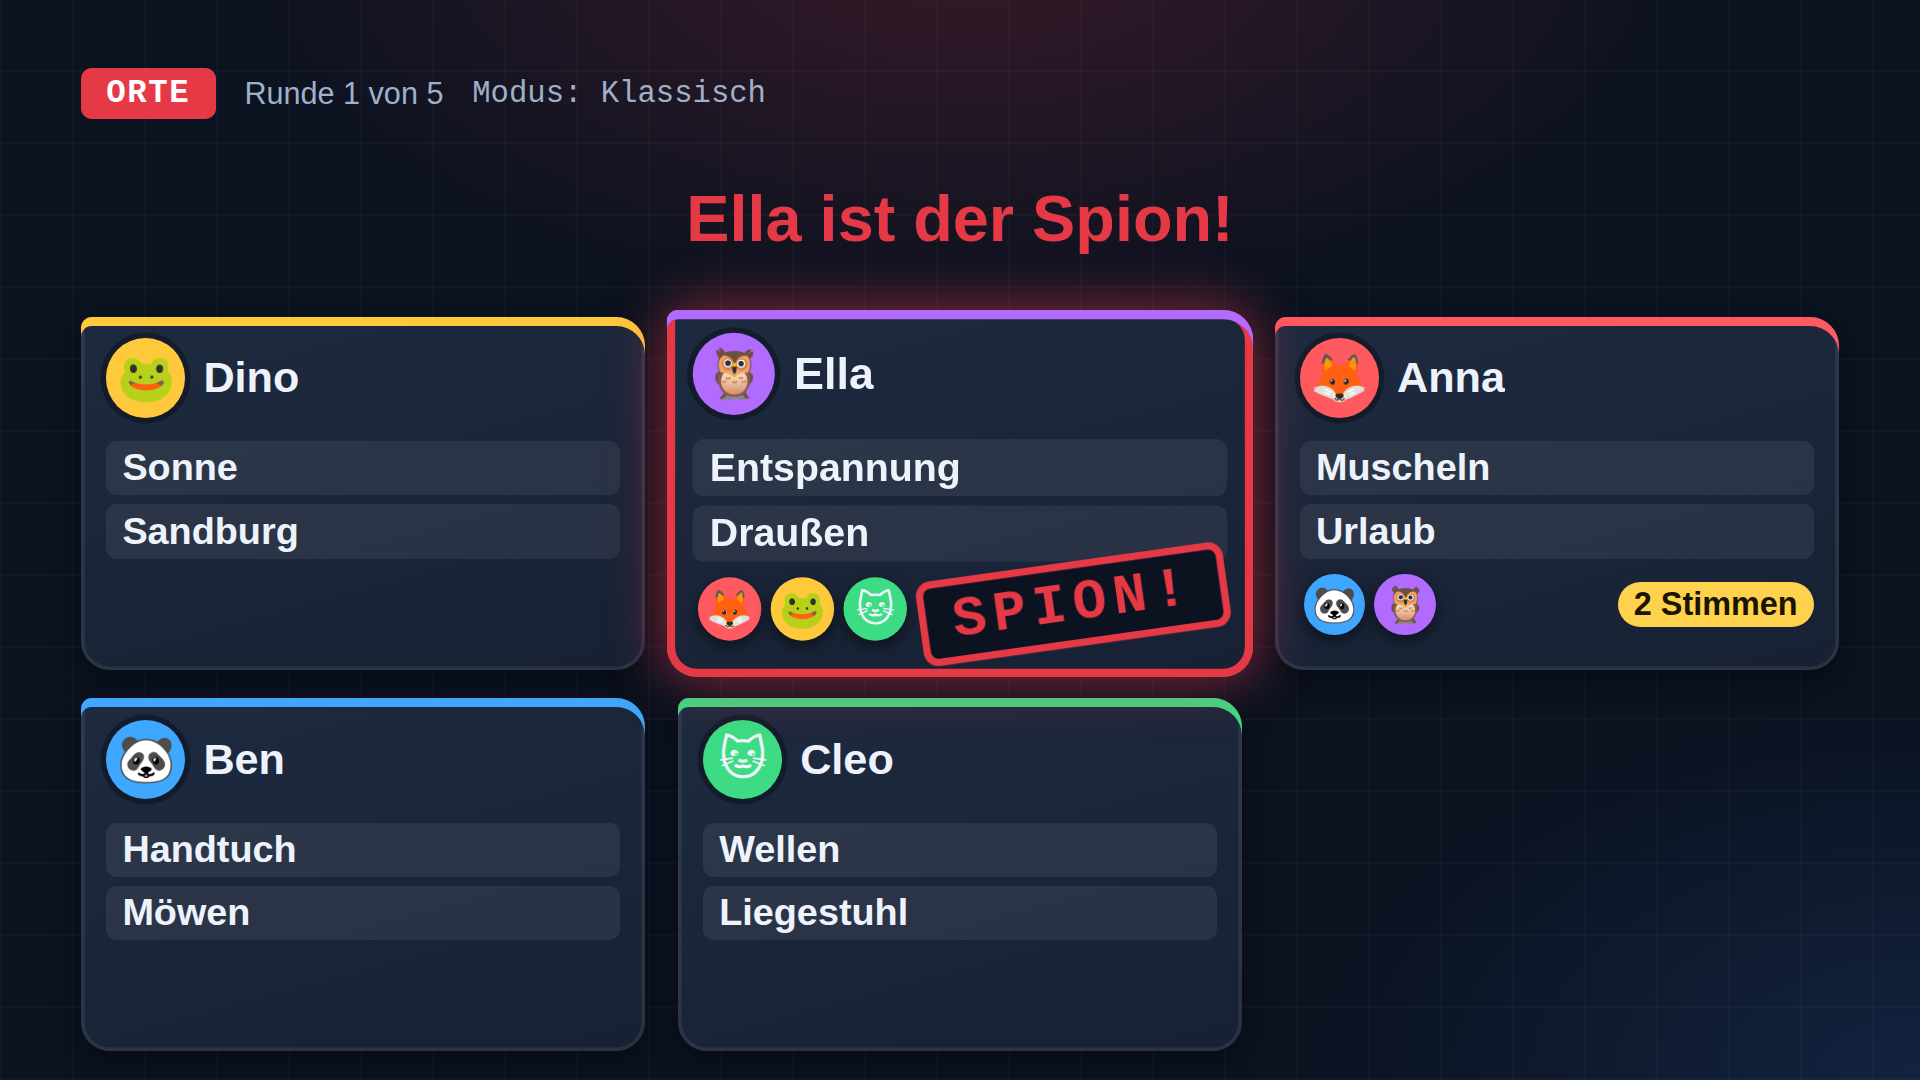 ORTE Runde 1 von 5 Modus: Klassisch
Ella ist der Spion!
Dino
Sonne
Sandburg
Ella
Entspannung
Draußen
SPION!
Anna
Muscheln
Urlaub
2 Stimmen
Ben
Handtuch
Möwen
Cleo
Wellen
Liegestuhl